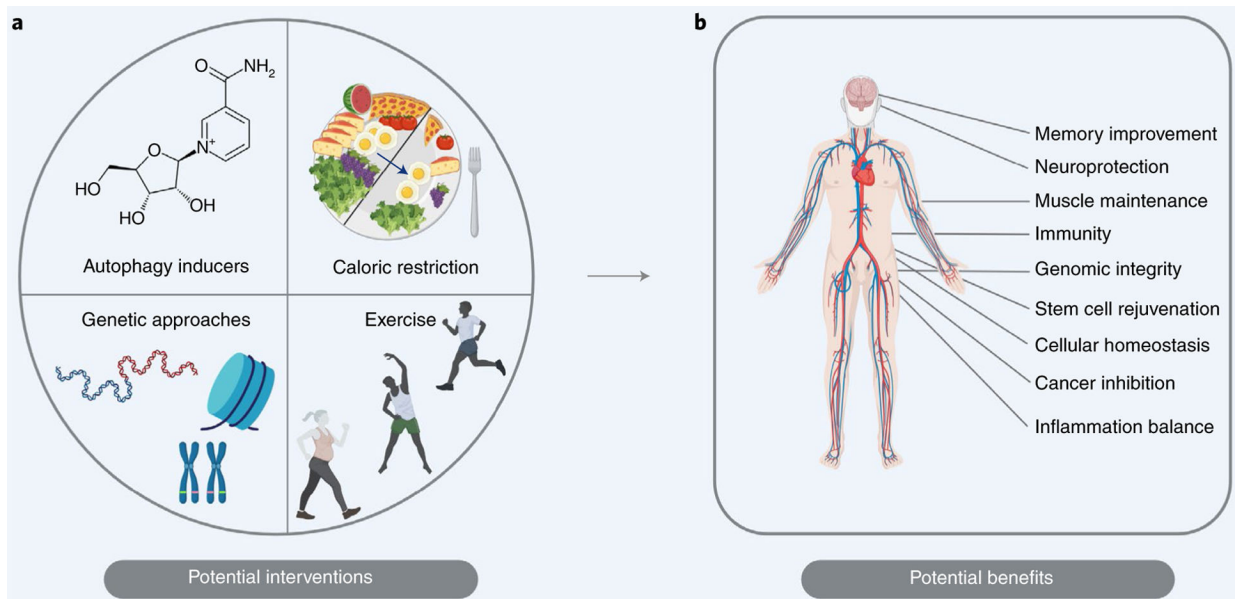 a
O
NH₂
N⁺
O
HO
HO
OH
Autophagy inducers
Caloric restriction
Genetic approaches
Exercise
Potential interventions
b
Memory improvement
Neuroprotection
Muscle maintenance
Immunity
Genomic integrity
Stem cell rejuvenation
Cellular homeostasis
Cancer inhibition
Inflammation balance
Potential benefits